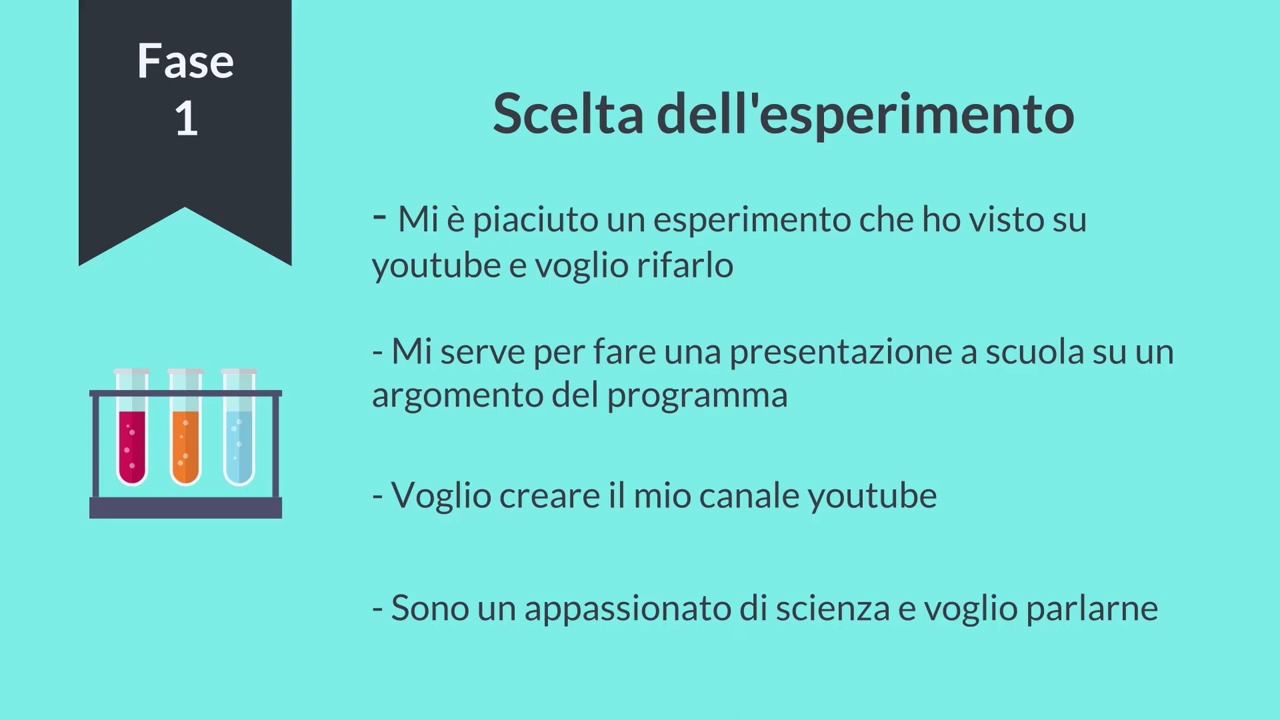 Fase
1
Scelta dell'esperimento
- Mi è piaciuto un esperimento che ho visto su
youtube e voglio rifarlo
- Mi serve per fare una presentazione a scuola su un
argomento del programma
- Voglio creare il mio canale youtube
- Sono un appassionato di scienza e voglio parlarne